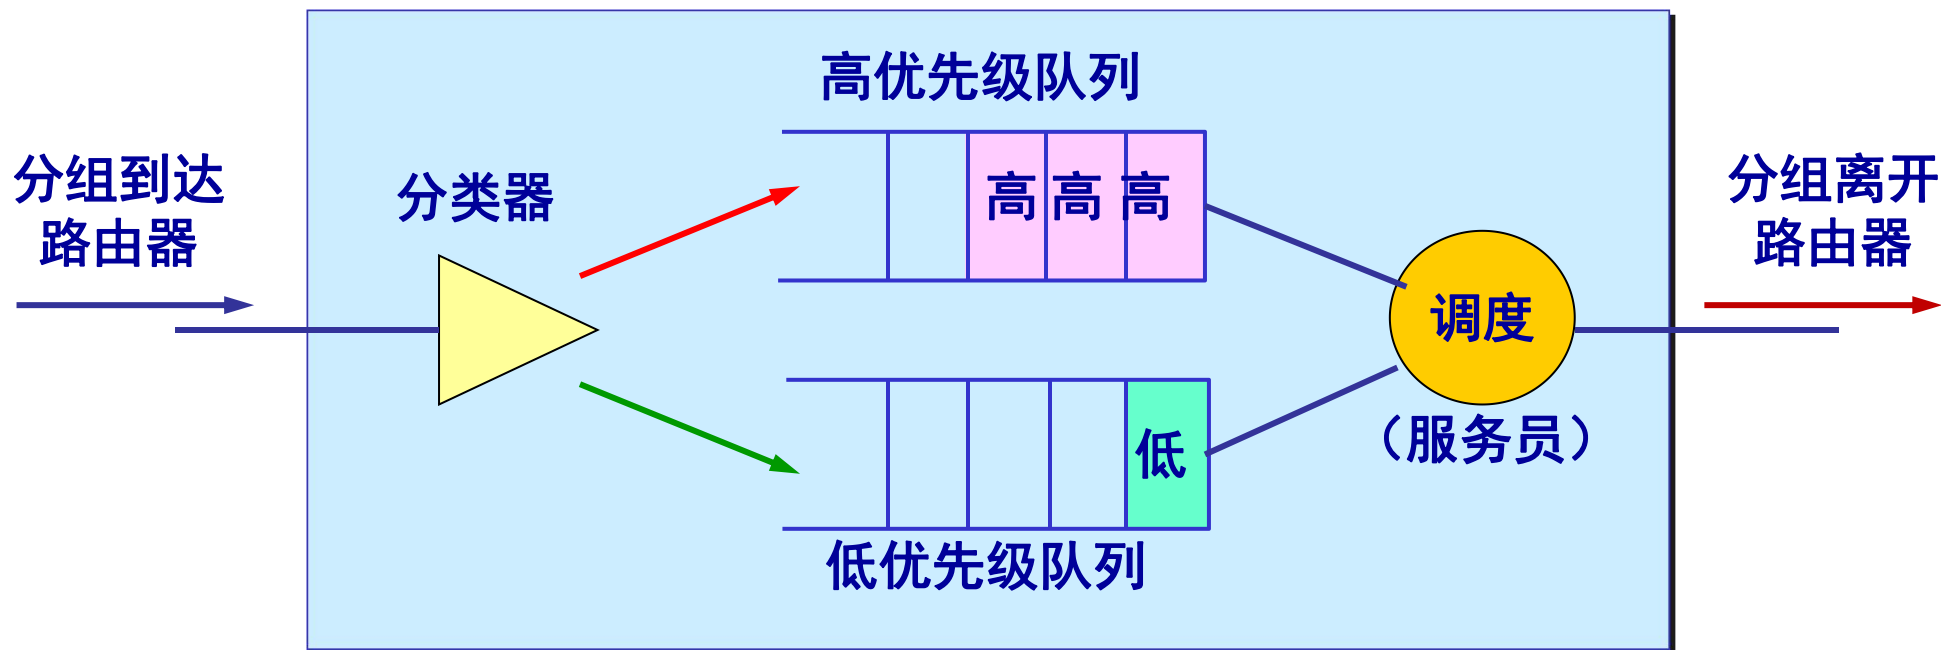 高优先级队列
分组到达
路由器
分类器
高 高 高
分组离开
路由器
调度
（服务员）
低
低优先级队列